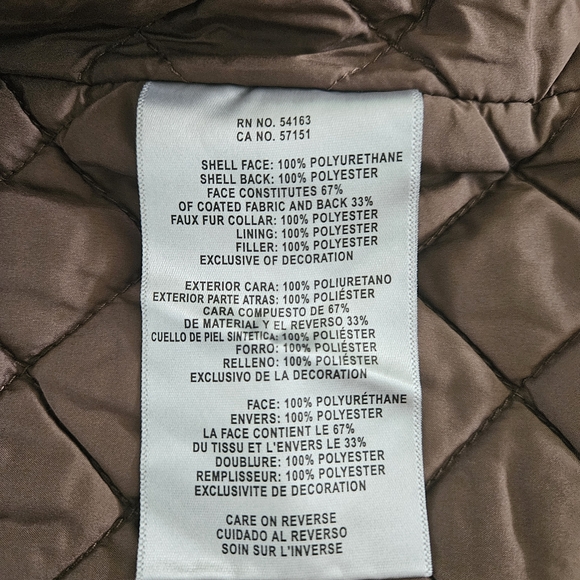 RN NO. 54163
CA NO. 57151
SHELL FACE: 100% POLYURETHANE
SHELL BACK: 100% POLYESTER
FACE CONSTITUTES 67%
OF COATED FABRIC AND BACK 33%
FAUX FUR COLLAR: 100% POLYESTER
LINING: 100% POLYESTER
FILLER: 100% POLYESTER
EXCLUSIVE OF DECORATION
EXTERIOR CARA: 100% POLIURETANO
EXTERIOR PARTE ATRAS: 100% POLIÉSTER
CARA COMPUESTO DE 67%
DE MATERIAL Y EL REVERSO 33%
CUELLO DE PIEL SINTETICA: 100% POLIÉSTER
FORRO: 100% POLIÉSTER
RELLENO: 100% POLIÉSTER
EXCLUSIVO DE LA DECORATION
FACE: 100% POLYURÉTHANE
ENVERS: 100% POLYESTER
LA FACE CONTIENT LE 67%
DU TISSU ET L'ENVERS LE 33%
DOUBLURE: 100% POLYESTER
REMPLISSEUR: 100% POLYESTER
EXCLUSIVITE DE DECORATION
CARE ON REVERSE
CUIDADO AL REVERSO
SOIN SUR L'INVERSE